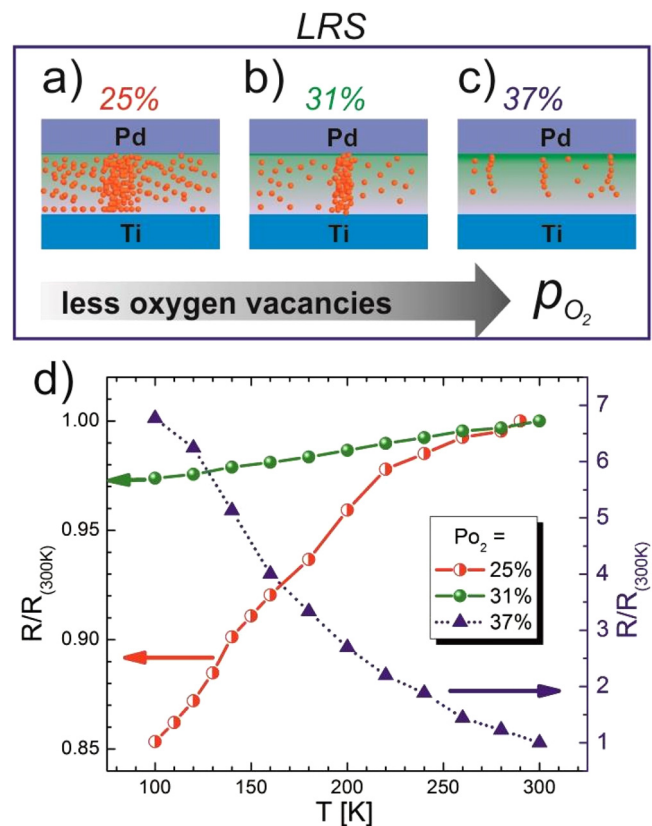 LRS
a) 25%
b) 31%
c) 37%
Pd
Pd
Pd
Ti
Ti
Ti
less oxygen vacancies
pO₂
d)
1.00
0.95
0.90
0.85
R/R(300K)
7
6
5
4
3
2
1
R/R(300K)
Po₂ =
25%
31%
37%
100
150
200
250
300
T [K]